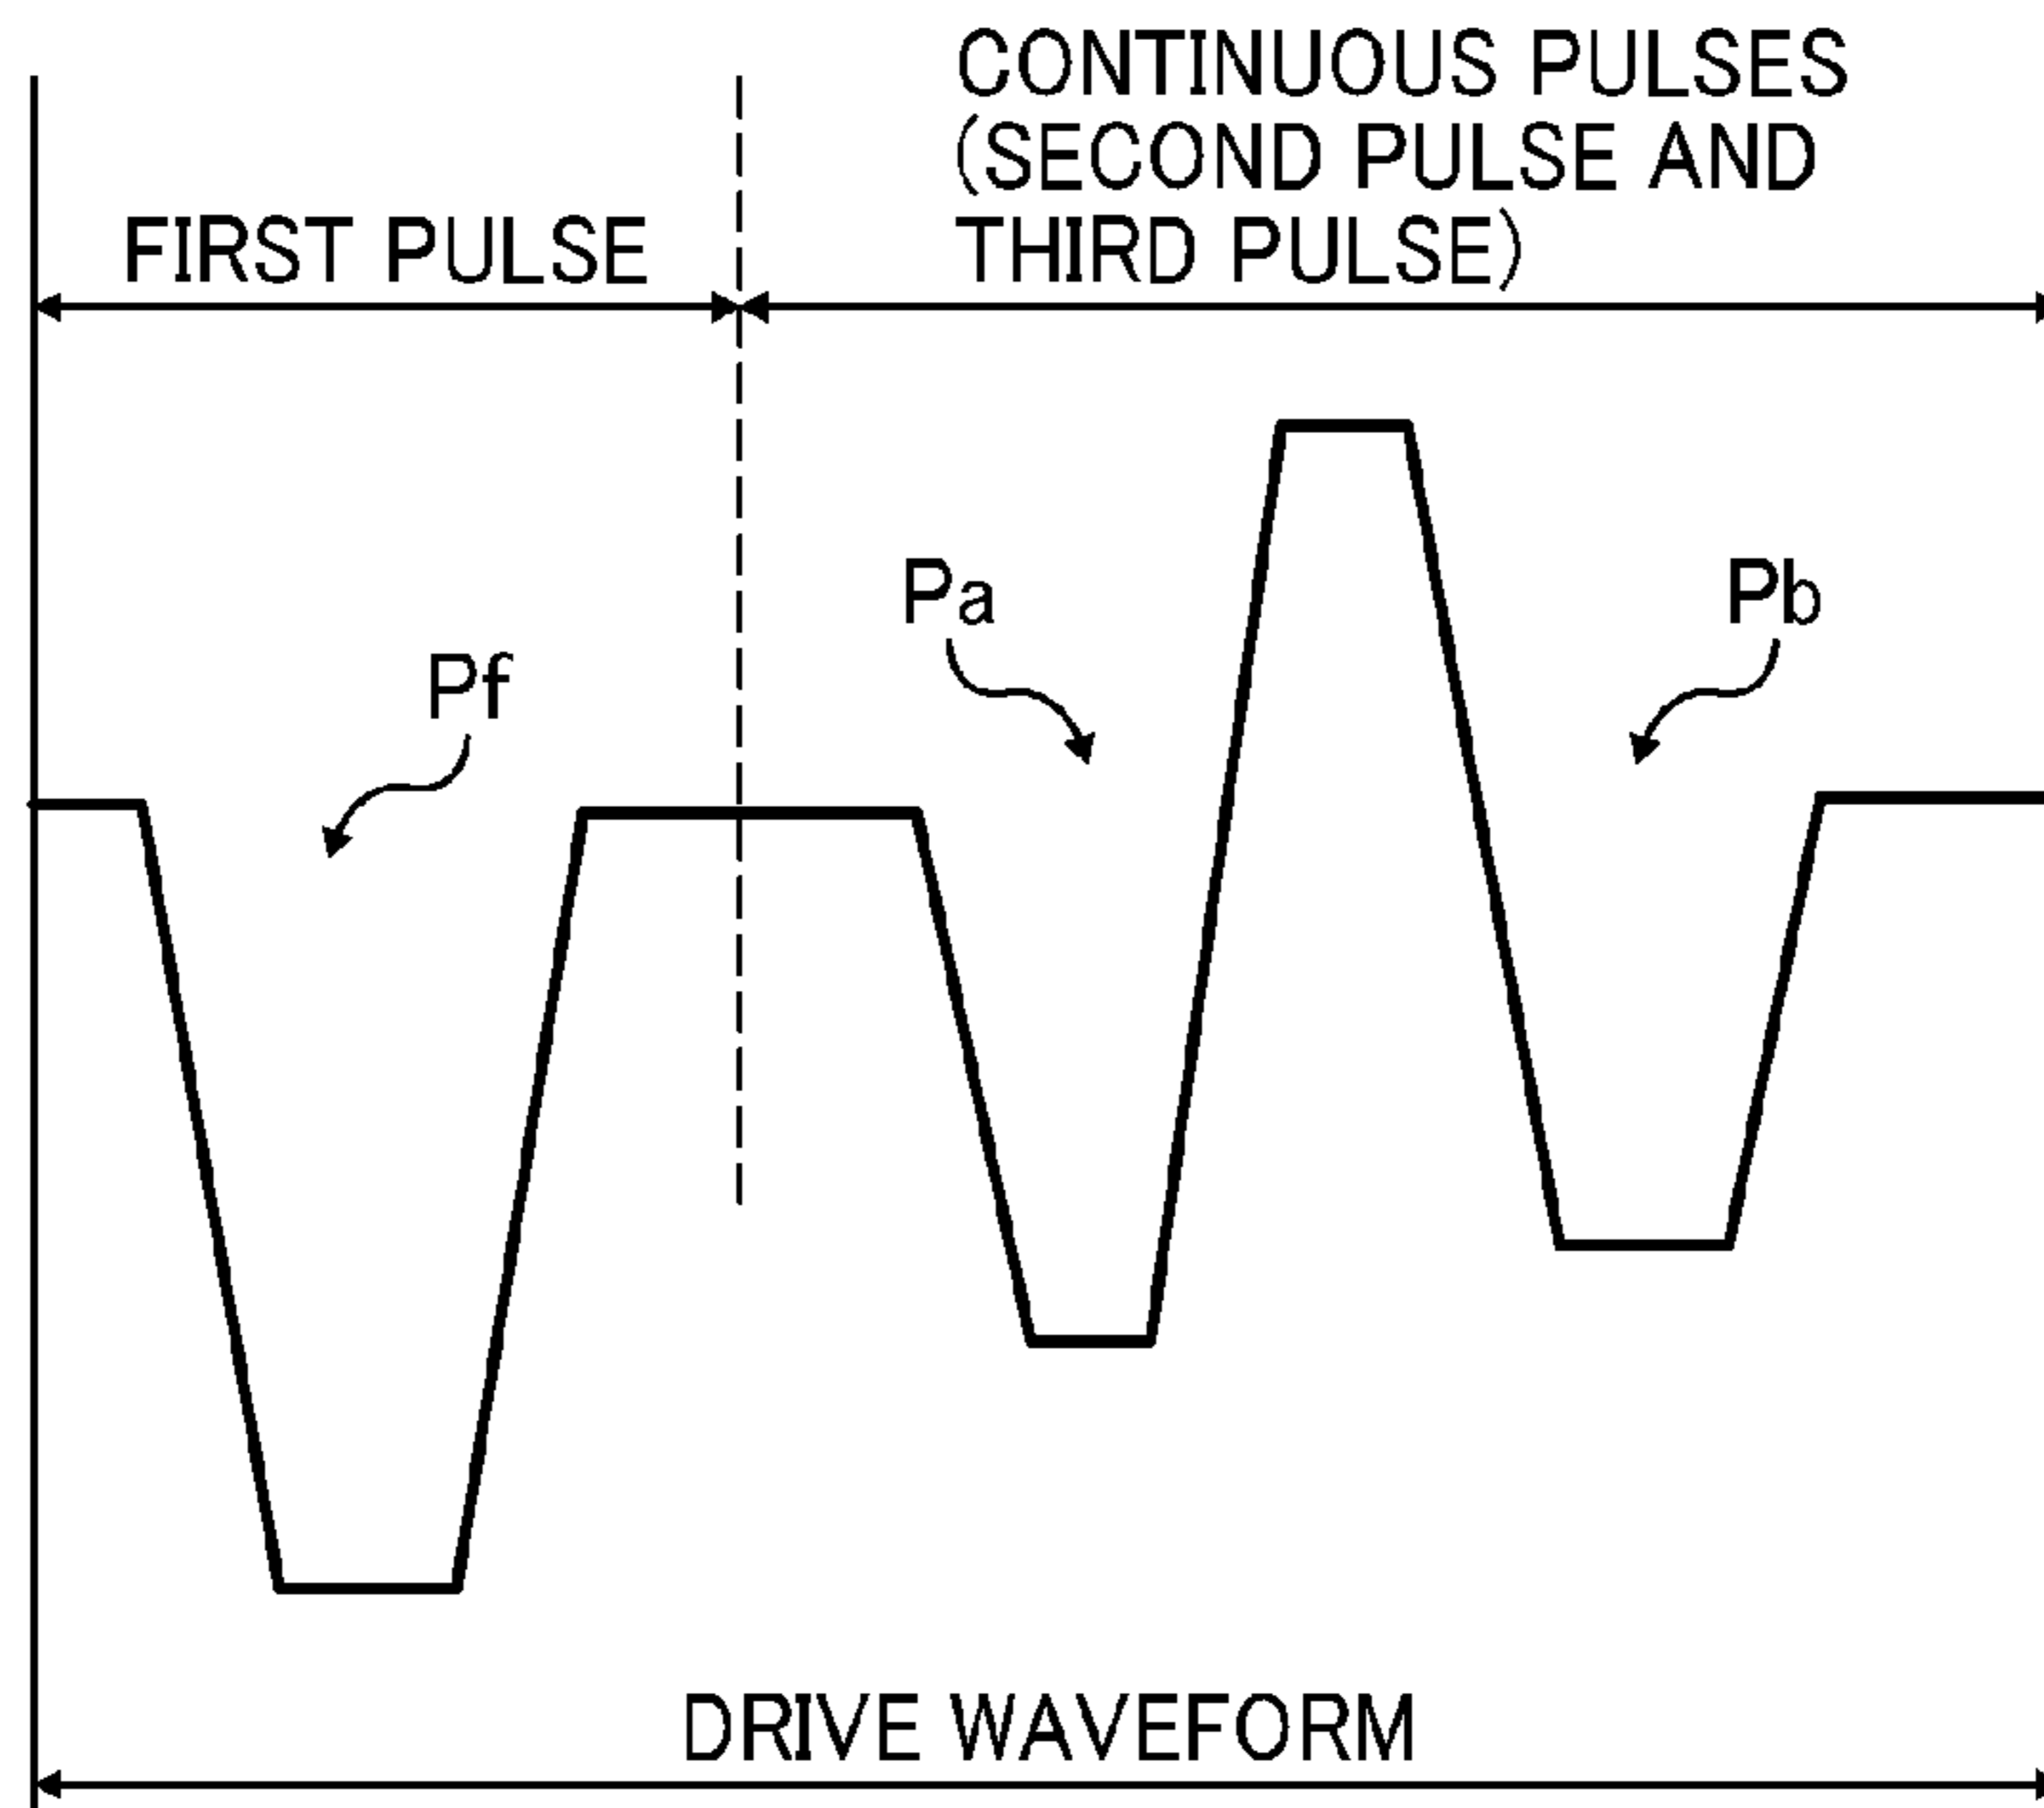 CONTINUOUS PULSES
(SECOND PULSE AND
THIRD PULSE)
FIRST PULSE
Pa
Pb
Pf
DRIVE WAVEFORM